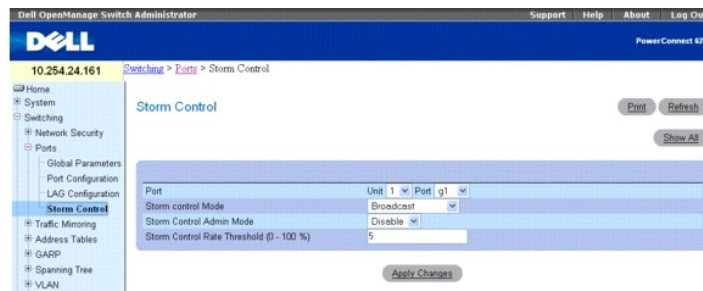 Dell OpenManage Switch Administrator Support Help About Log Ou
DELL
PowerConnect 62
10.254.24.161
Switching > Ports > Storm Control
Home
System
Switching
Network Security
Ports
Global Parameters
Port Configuration
LAG Configuration
Storm Control
Traffic Mirroring
Address Tables
GARP
Spanning Tree
VLAN
Storm Control
Print Refresh
Show All
Port Unit 1 Port g1
Storm control Mode Broadcast
Storm Control Admin Mode Disable
Storm Control Rate Threshold (0 - 100 %) 5
Apply Changes